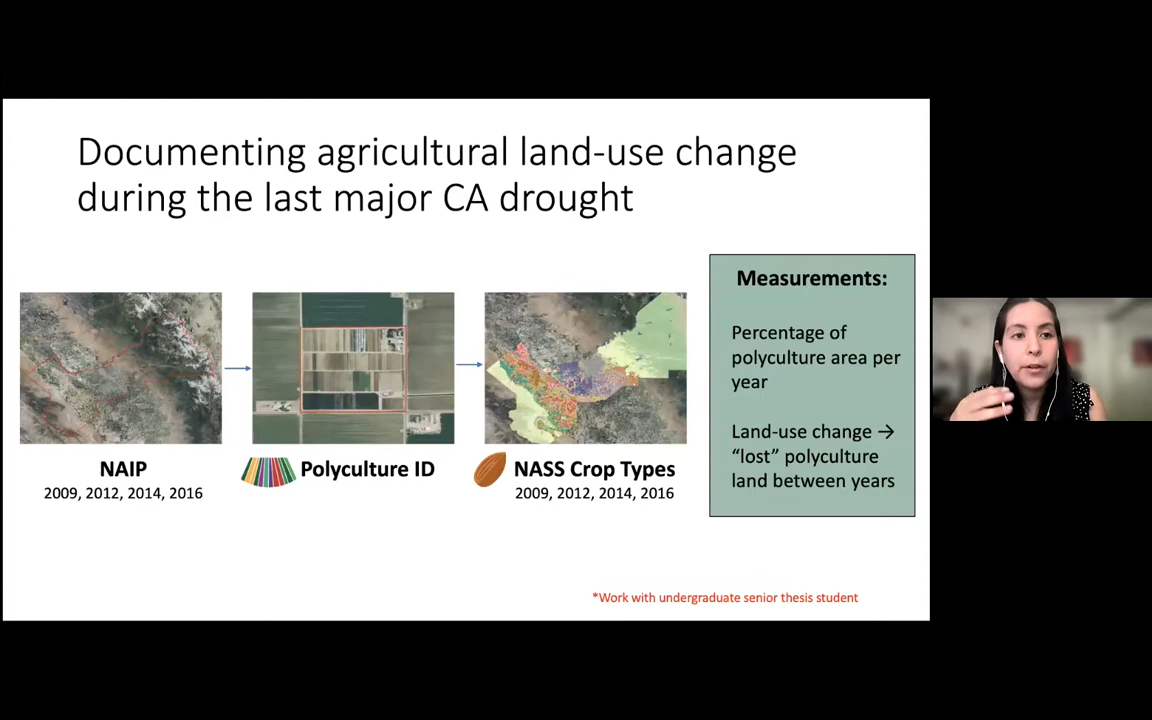 Documenting agricultural land-use change
during the last major CA drought
NAIP
2009, 2012, 2014, 2016
Polyculture ID
NASS Crop Types
2009, 2012, 2014, 2016
Measurements:
Percentage of
polyculture area per
year
Land-use change →
“lost” polyculture
land between years
*Work with undergraduate senior thesis student